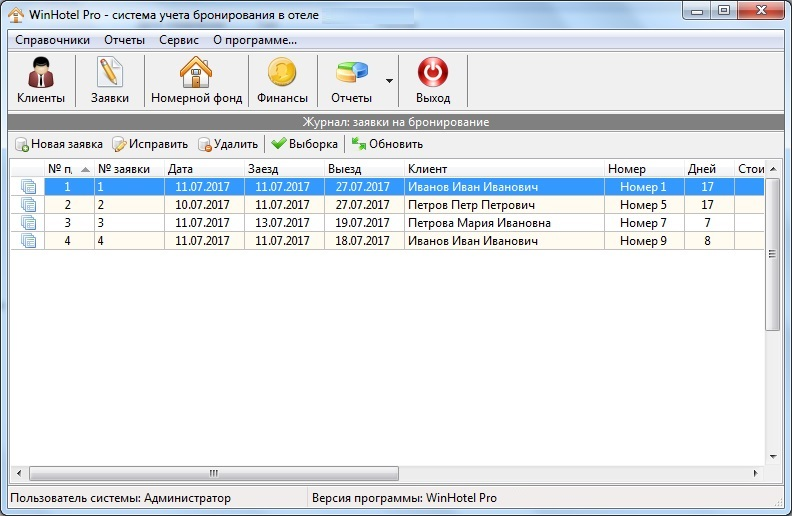 WinHotel Pro - система учета бронирования в отеле
Справочники Отчеты Сервис О программе...
Клиенты Заявки Номерной фонд Финансы Отчеты Выход
Журнал: заявки на бронирование
Новая заявка Исправить Удалить Выборка Обновить
№ п, № заявки Дата Заезд Выезд Клиент Номер Дней Стои
1 1 11.07.2017 11.07.2017 27.07.2017 Иванов Иван Иванович Номер 1 17
2 2 10.07.2017 11.07.2017 27.07.2017 Петров Петр Петрович Номер 5 17
3 3 11.07.2017 13.07.2017 19.07.2017 Петрова Мария Ивановна Номер 7 7
4 4 11.07.2017 11.07.2017 18.07.2017 Иванов Иван Иванович Номер 9 8
Пользователь системы: Администратор Версия программы: WinHotel Pro